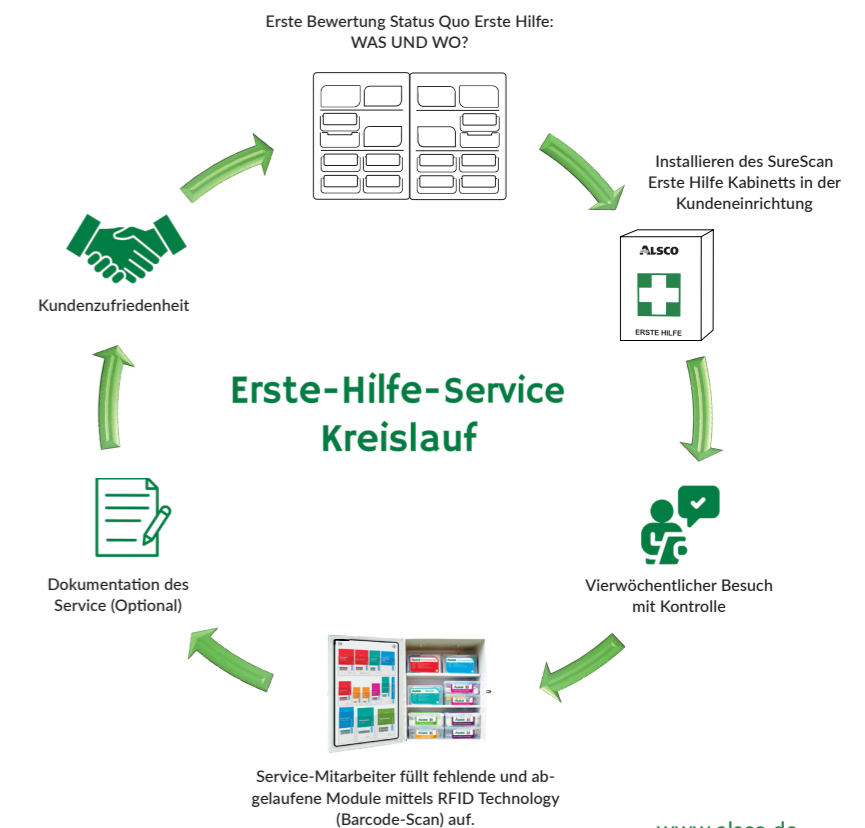 Erste Bewertung Status Quo Erste Hilfe:
WAS UND WO?
Installieren des SureScan
Erste Hilfe Kabinetts in der
Kundeneinrichtung
ALSCO
ERSTE HILFE
Kundenzufriedenheit
Erste-Hilfe-Service
Kreislauf
Vierwöchentlicher Besuch
mit Kontrolle
Dokumentation des
Service (Optional)
Service-Mitarbeiter füllt fehlende und ab-
gelaufene Module mittels RFID Technology
(Barcode-Scan) auf.